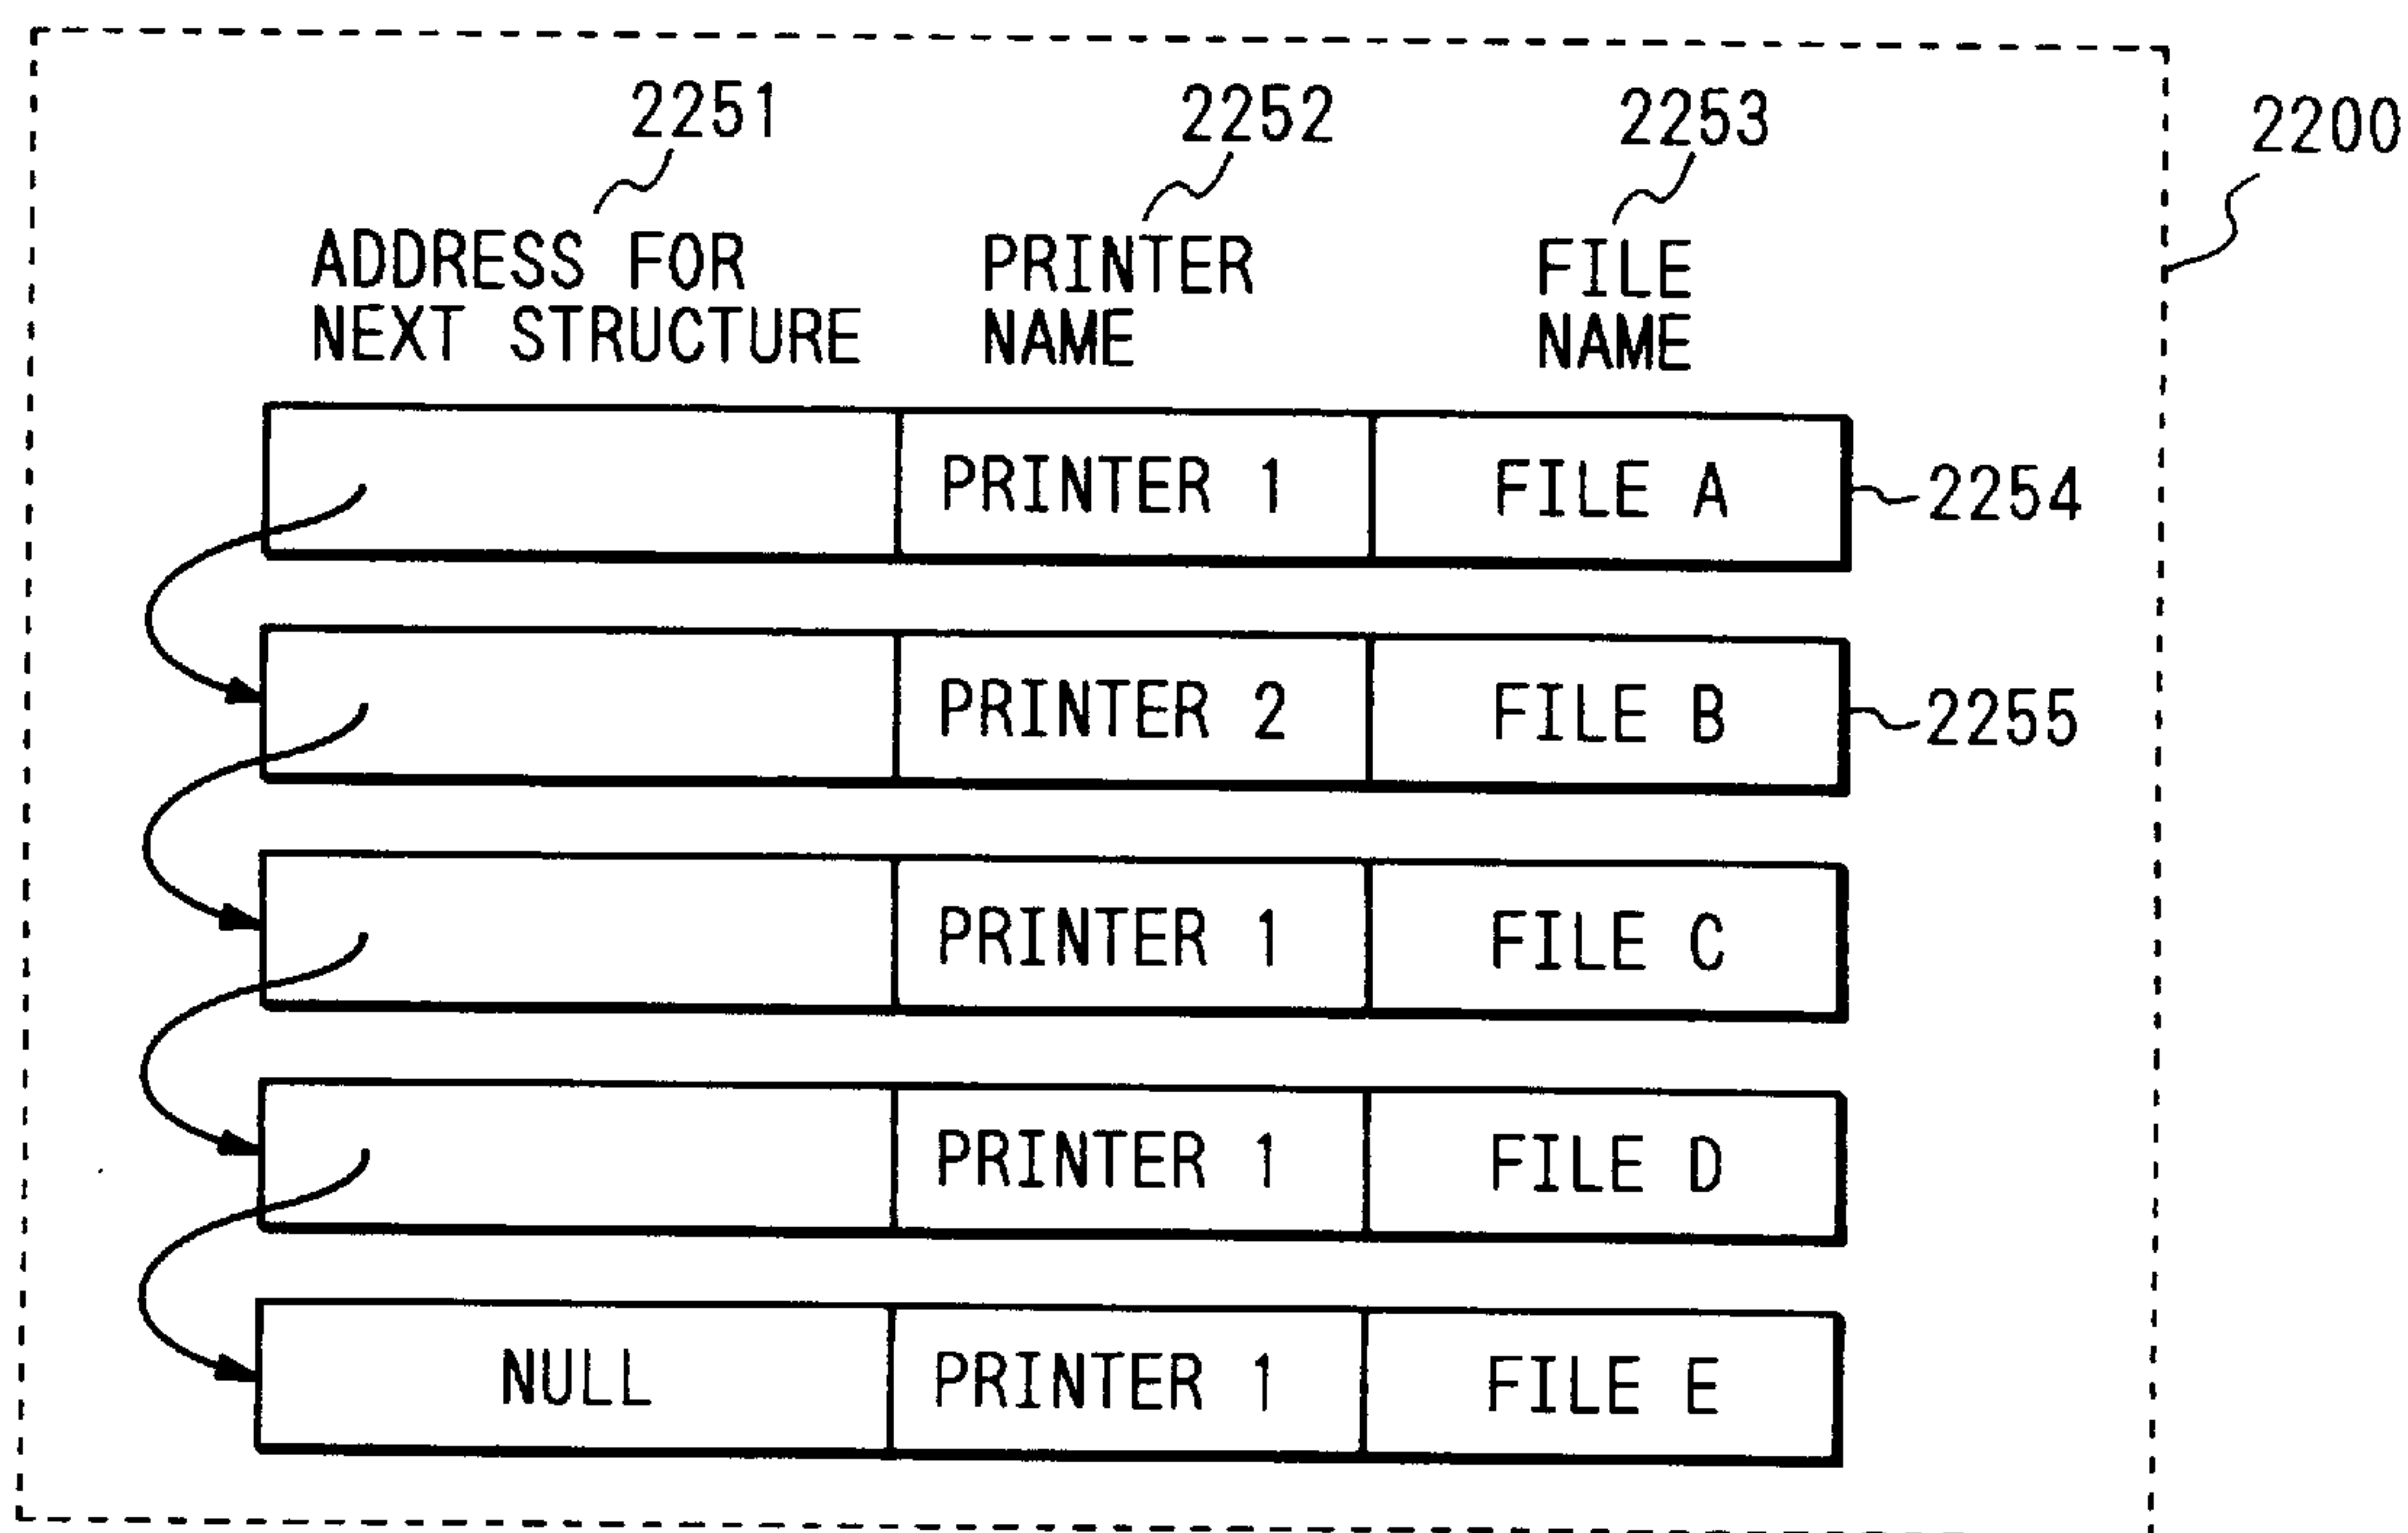 2251
2252
2253
2200
ADDRESS FOR
NEXT STRUCTURE
PRINTER
NAME
FILE
NAME
PRINTER 1
FILE A
2254
PRINTER 2
FILE B
2255
PRINTER 1
FILE C
PRINTER 1
FILE D
NULL
PRINTER 1
FILE E